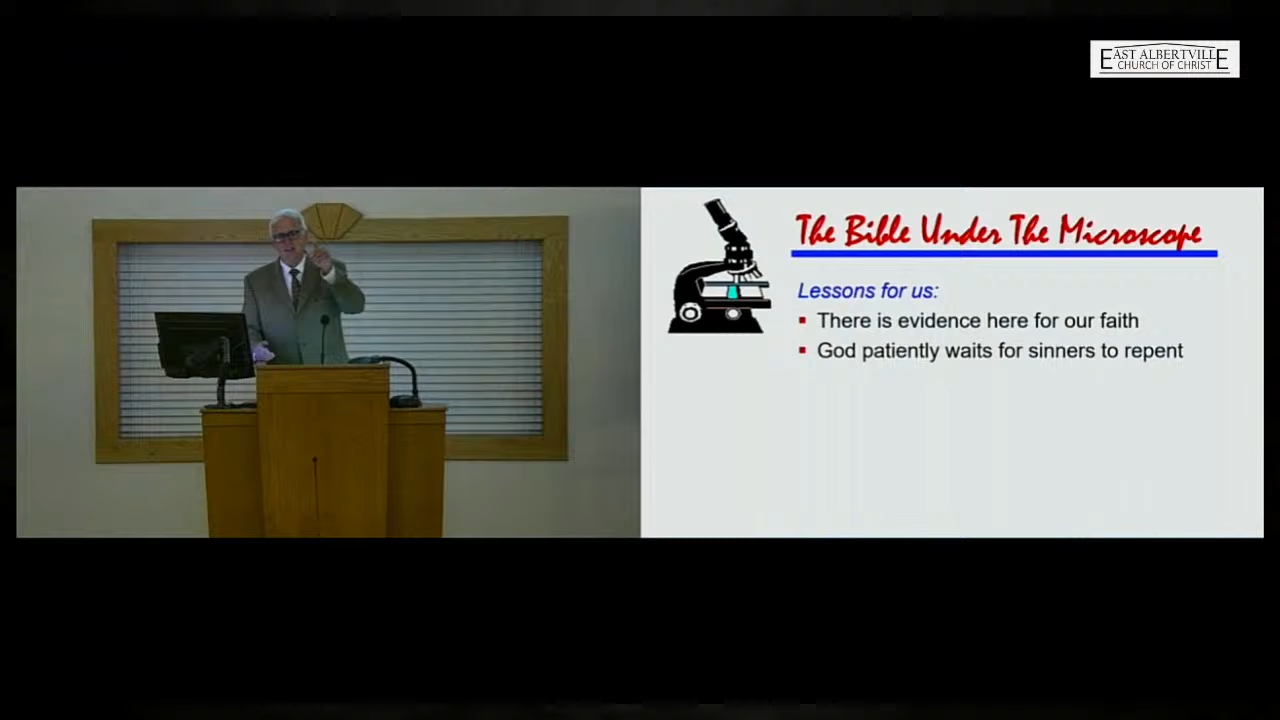 EAST ALBERTVILLE
CHURCH OF CHRIST
The Bible Under The Microscope
Lessons for us:
▪ There is evidence here for our faith
▪ God patiently waits for sinners to repent